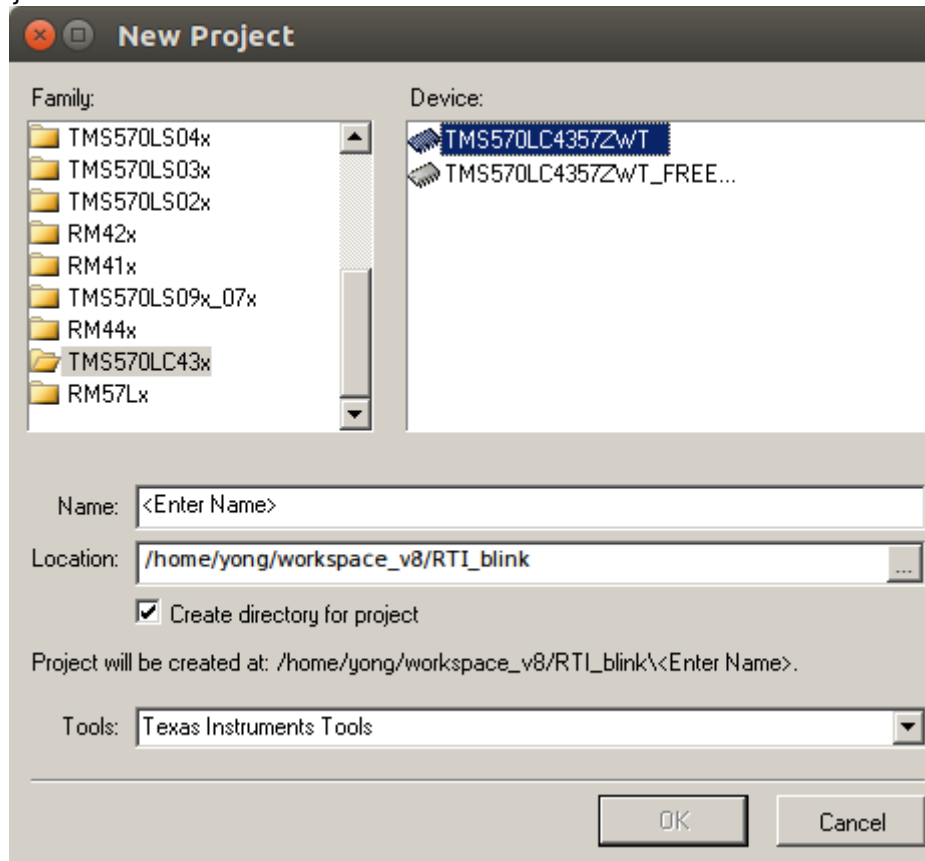 New Project
Family:
TMS570LS04x
TMS570LS03x
TMS570LS02x
RM42x
RM41x
TMS570LS09x_07x
RM44x
TMS570LC43x
RM57Lx
Device:
TMS570LC4357ZWT
TMS570LC4357ZWT_FREE...
Name: <Enter Name>
Location: /home/yong/workspace_v8/RTI_blink ...
Create directory for project
Project will be created at: /home/yong/workspace_v8/RTI_blink\<Enter Name>.
Tools: Texas Instruments Tools
OK Cancel